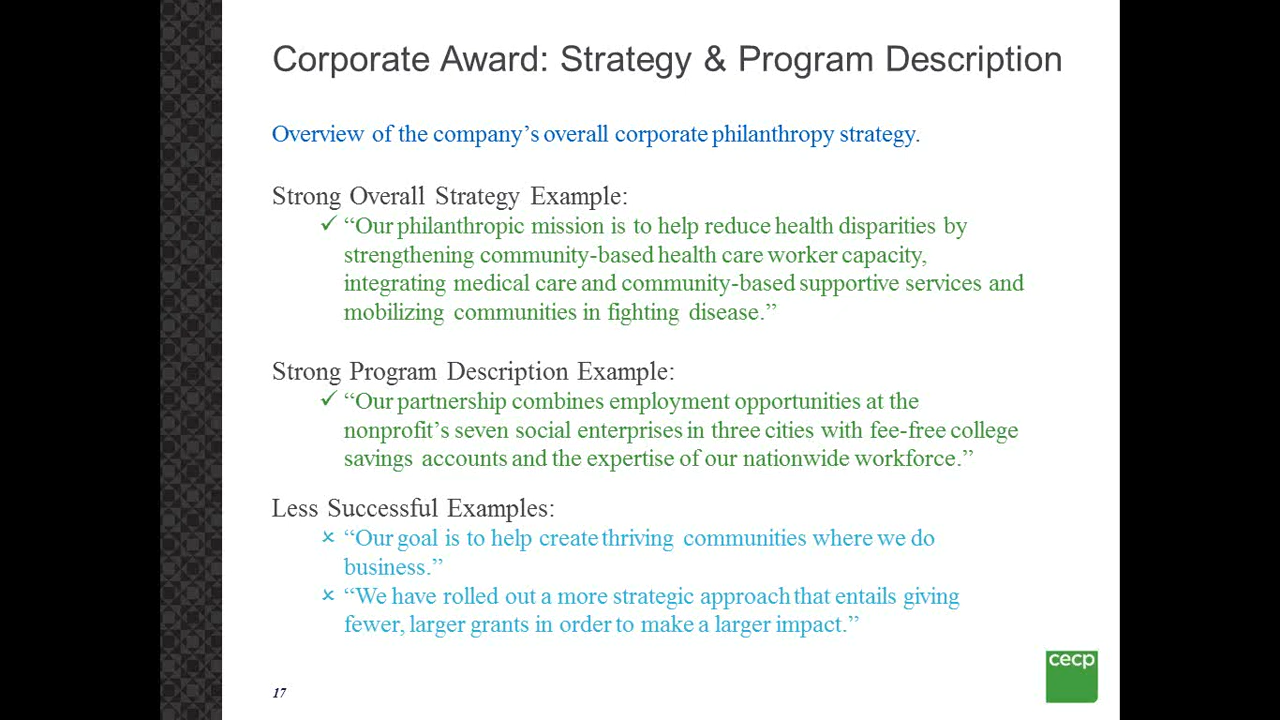 Corporate Award: Strategy & Program Description
Overview of the company’s overall corporate philanthropy strategy.
Strong Overall Strategy Example:
✓ “Our philanthropic mission is to help reduce health disparities by
strengthening community-based health care worker capacity,
integrating medical care and community-based supportive services and
mobilizing communities in fighting disease.”
Strong Program Description Example:
✓ “Our partnership combines employment opportunities at the
nonprofit’s seven social enterprises in three cities with fee-free college
savings accounts and the expertise of our nationwide workforce.”
Less Successful Examples:
× “Our goal is to help create thriving communities where we do
business.”
× “We have rolled out a more strategic approach that entails giving
fewer, larger grants in order to make a larger impact.”
cecp
17